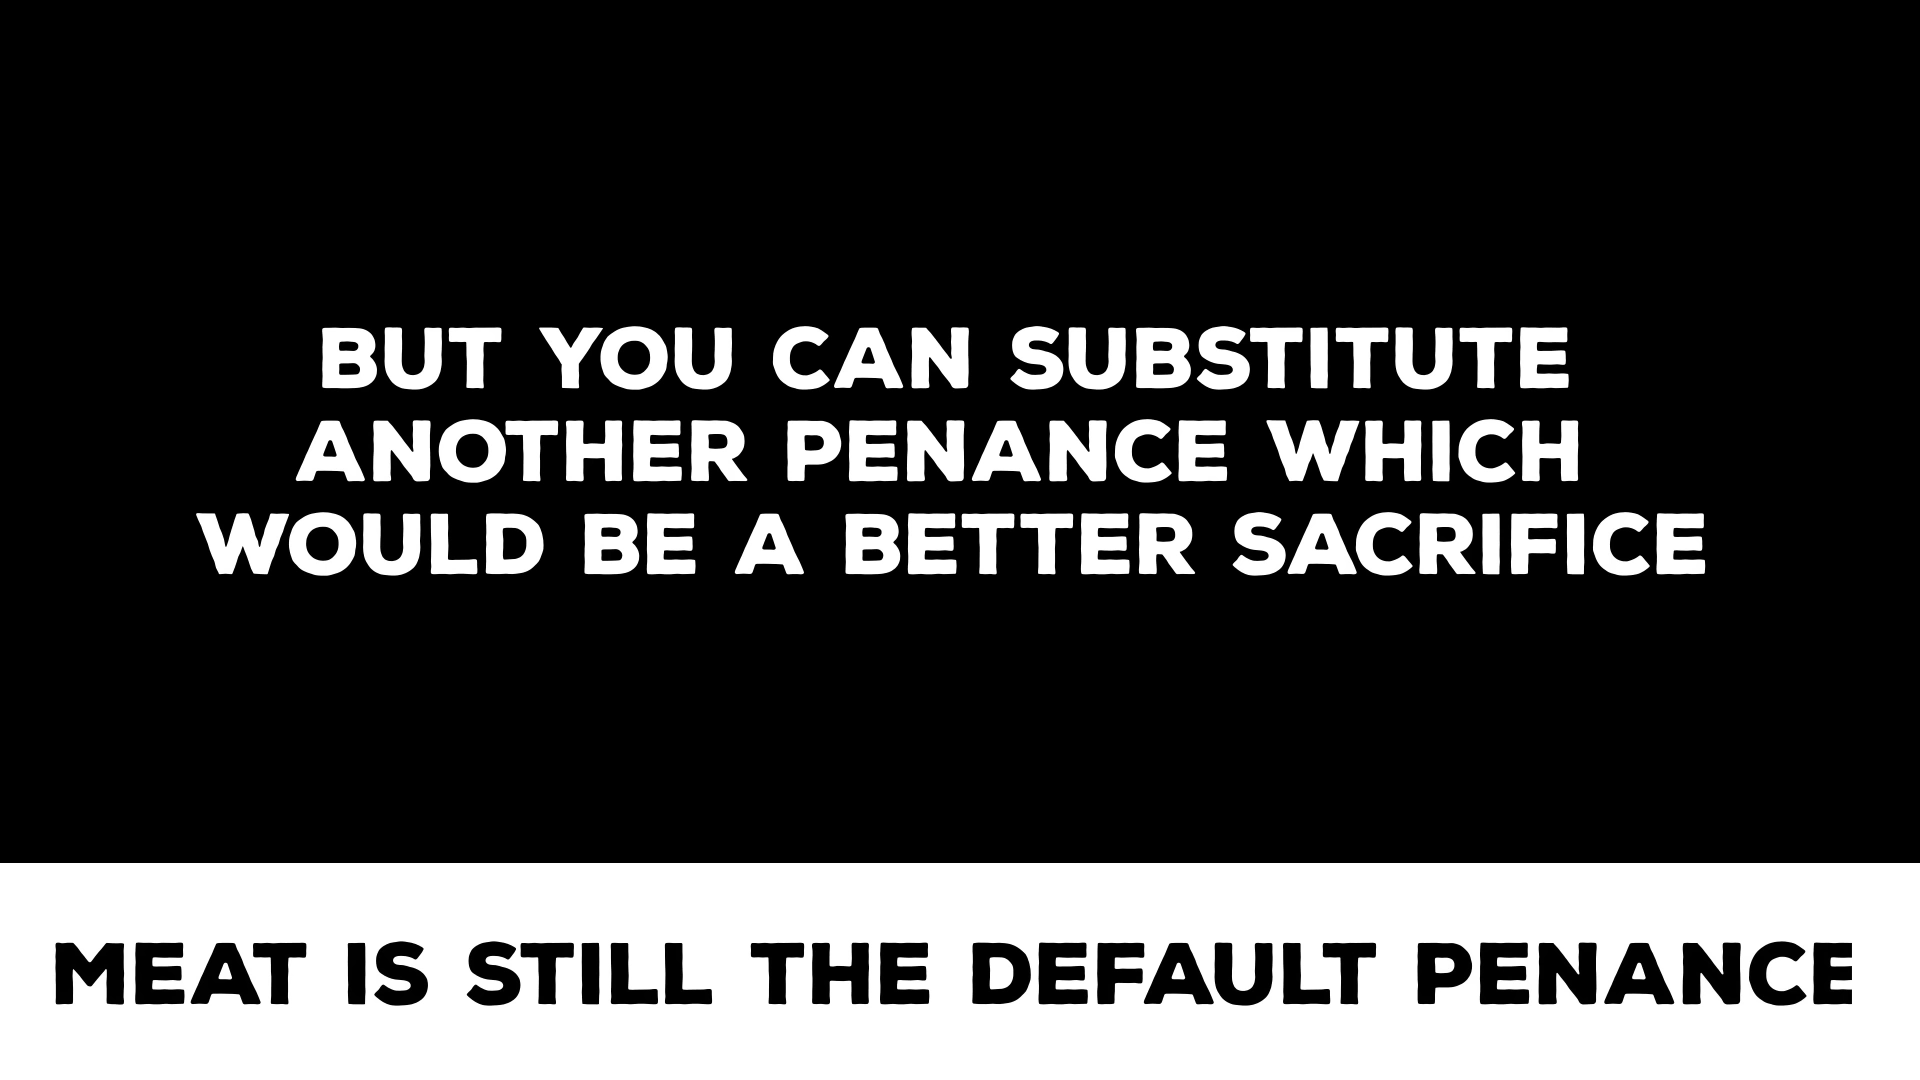 BUT YOU CAN SUBSTITUTE
ANOTHER PENANCE WHICH
WOULD BE A BETTER SACRIFICE
MEAT IS STILL THE DEFAULT PENANCE